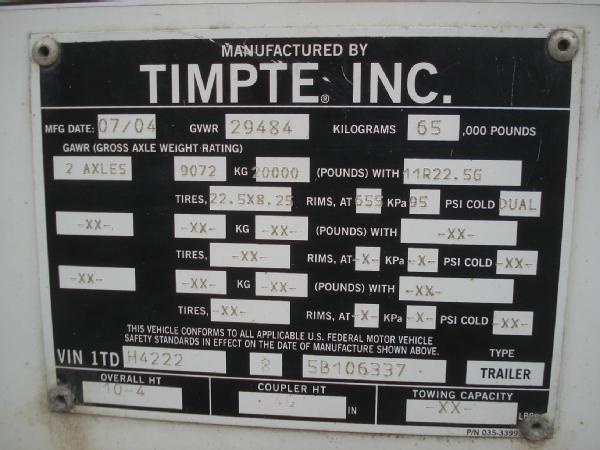 MANUFACTURED BY
TIMPTE® INC.
MFG DATE: 07/04 GVWR 29484 KILOGRAMS 65 ,000 POUNDS
GAWR (GROSS AXLE WEIGHT RATING)
2 AXLES 9072 KG 20000 (POUNDS) WITH 11R22.5G
TIRES, 22.5X8.25 RIMS, AT 655 KPa 95 PSI COLD DUAL
-XX- -XX- KG -XX- (POUNDS) WITH -XX-
TIRES, -XX- RIMS, AT -X- KPa -X- PSI COLD -XX-
-XX- -XX- KG -XX- (POUNDS) WITH -XX-
TIRES, -XX- RIMS, AT -X- KPa -X- PSI COLD -XX-
THIS VEHICLE CONFORMS TO ALL APPLICABLE U.S. FEDERAL MOTOR VEHICLE
SAFETY STANDARDS IN EFFECT ON THE DATE OF MANUFACTURE SHOWN ABOVE.
VIN 1TD H4222 8 5B106337 TYPE
TRAILER
OVERALL HT COUPLER HT TOWING CAPACITY
10-4 IN -XX- LBS
P/N 035-3399